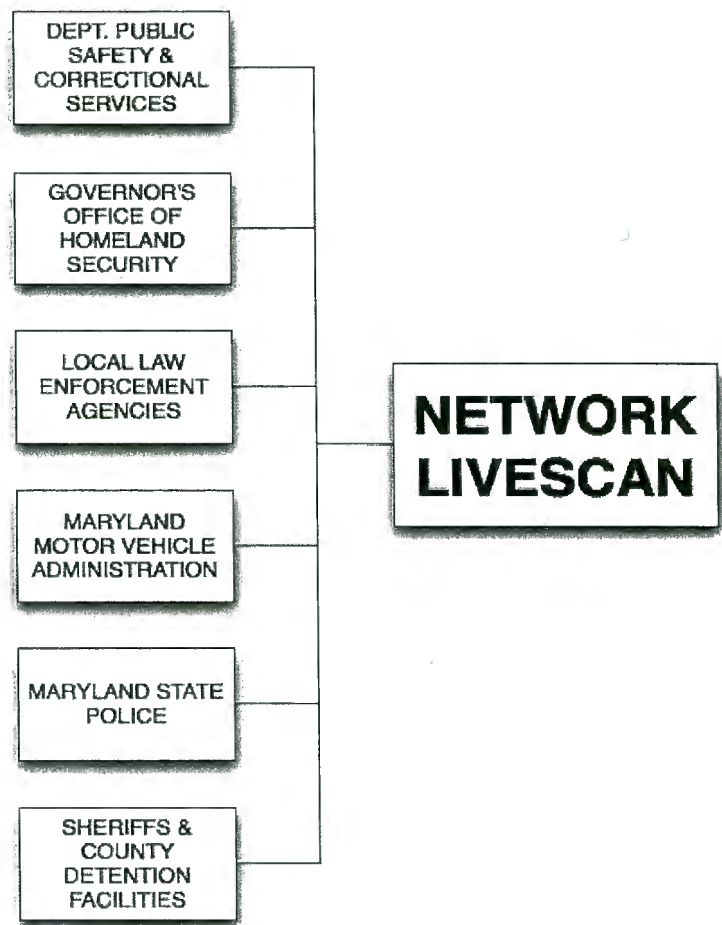 DEPT. PUBLIC
SAFETY &
CORRECTIONAL
SERVICES
GOVERNOR'S
OFFICE OF
HOMELAND
SECURITY
LOCAL LAW
ENFORCEMENT
AGENCIES
MARYLAND
MOTOR VEHICLE
ADMINISTRATION
MARYLAND STATE
POLICE
SHERIFFS &
COUNTY
DETENTION
FACILITIES
NETWORK
LIVESCAN